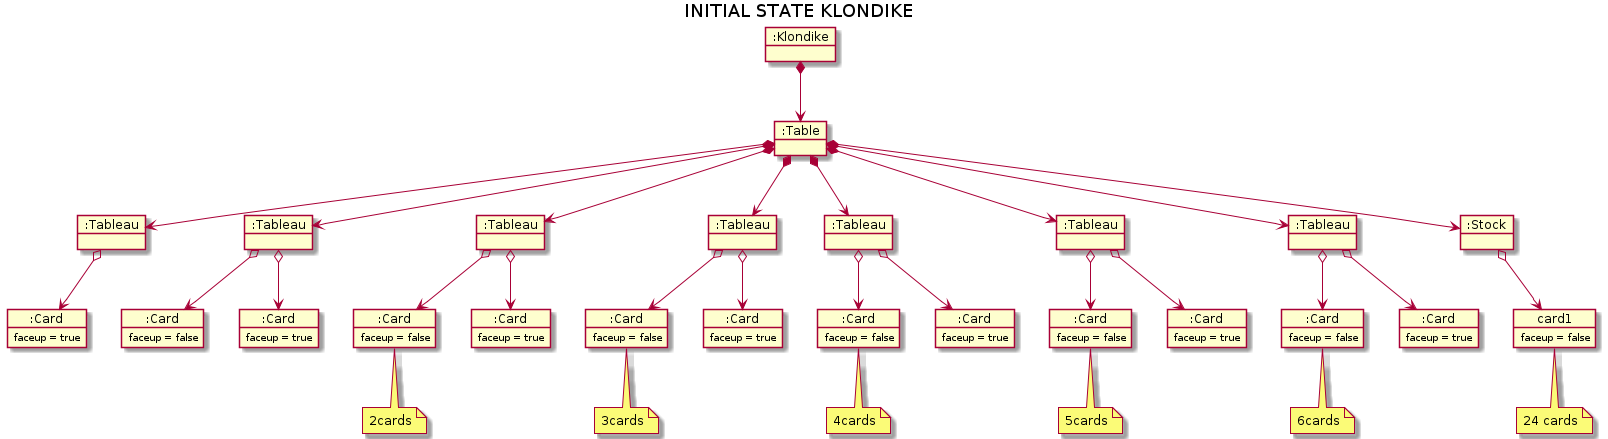 INITIAL STATE KLONDIKE
:Klondike
:Table
:Tableau
:Tableau
:Tableau
:Tableau
:Tableau
:Tableau
:Tableau
:Stock
:Card
faceup = true
:Card
faceup = false
:Card
faceup = true
:Card
faceup = false
:Card
faceup = true
:Card
faceup = false
:Card
faceup = true
:Card
faceup = false
:Card
faceup = true
:Card
faceup = false
:Card
faceup = true
:Card
faceup = false
:Card
faceup = true
card1
faceup = false
2cards
3cards
4cards
5cards
6cards
24 cards